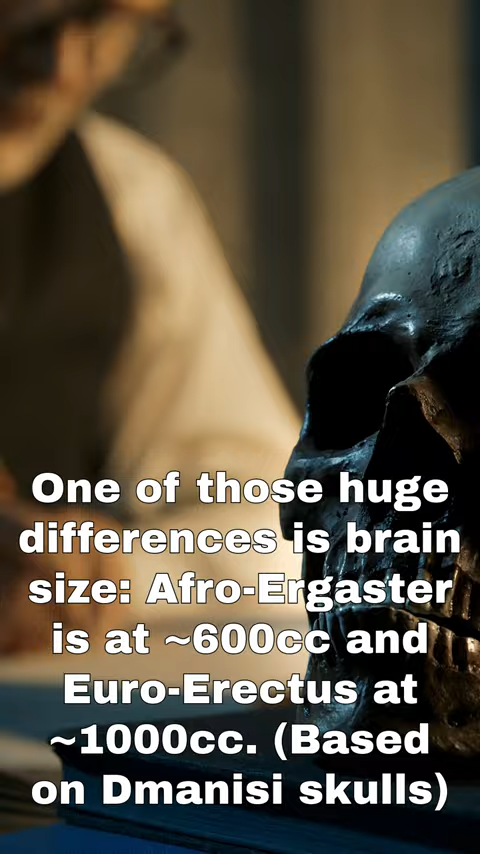 One of those huge
differences is brain
size: Afro-Ergaster
is at ~600cc and
Euro-Erectus at
~1000cc. (Based
on Dmanisi skulls)